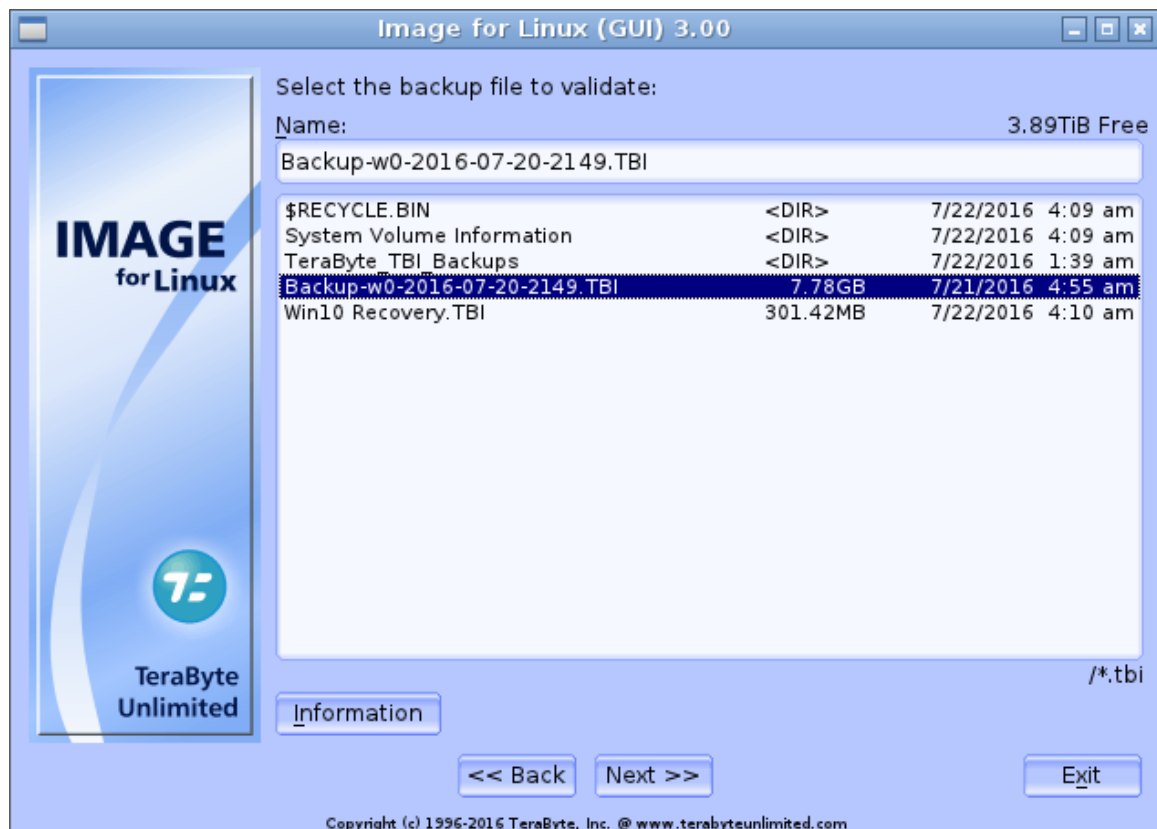 Image for Linux (GUI) 3.00
IMAGE
for Linux
TeraByte
Unlimited
Select the backup file to validate:
Name: 3.89TiB Free
Backup-w0-2016-07-20-2149.TBI
$RECYCLE.BIN <DIR> 7/22/2016 4:09 am
System Volume Information <DIR> 7/22/2016 4:09 am
TeraByte_TBI_Backups <DIR> 7/22/2016 1:39 am
Backup-w0-2016-07-20-2149.TBI 7.78GB 7/21/2016 4:55 am
Win10 Recovery.TBI 301.42MB 7/22/2016 4:10 am
/*.tbi
Information
<< Back Next >> Exit
Copyright (c) 1996-2016 TeraByte, Inc. @ www.terabyteunlimited.com